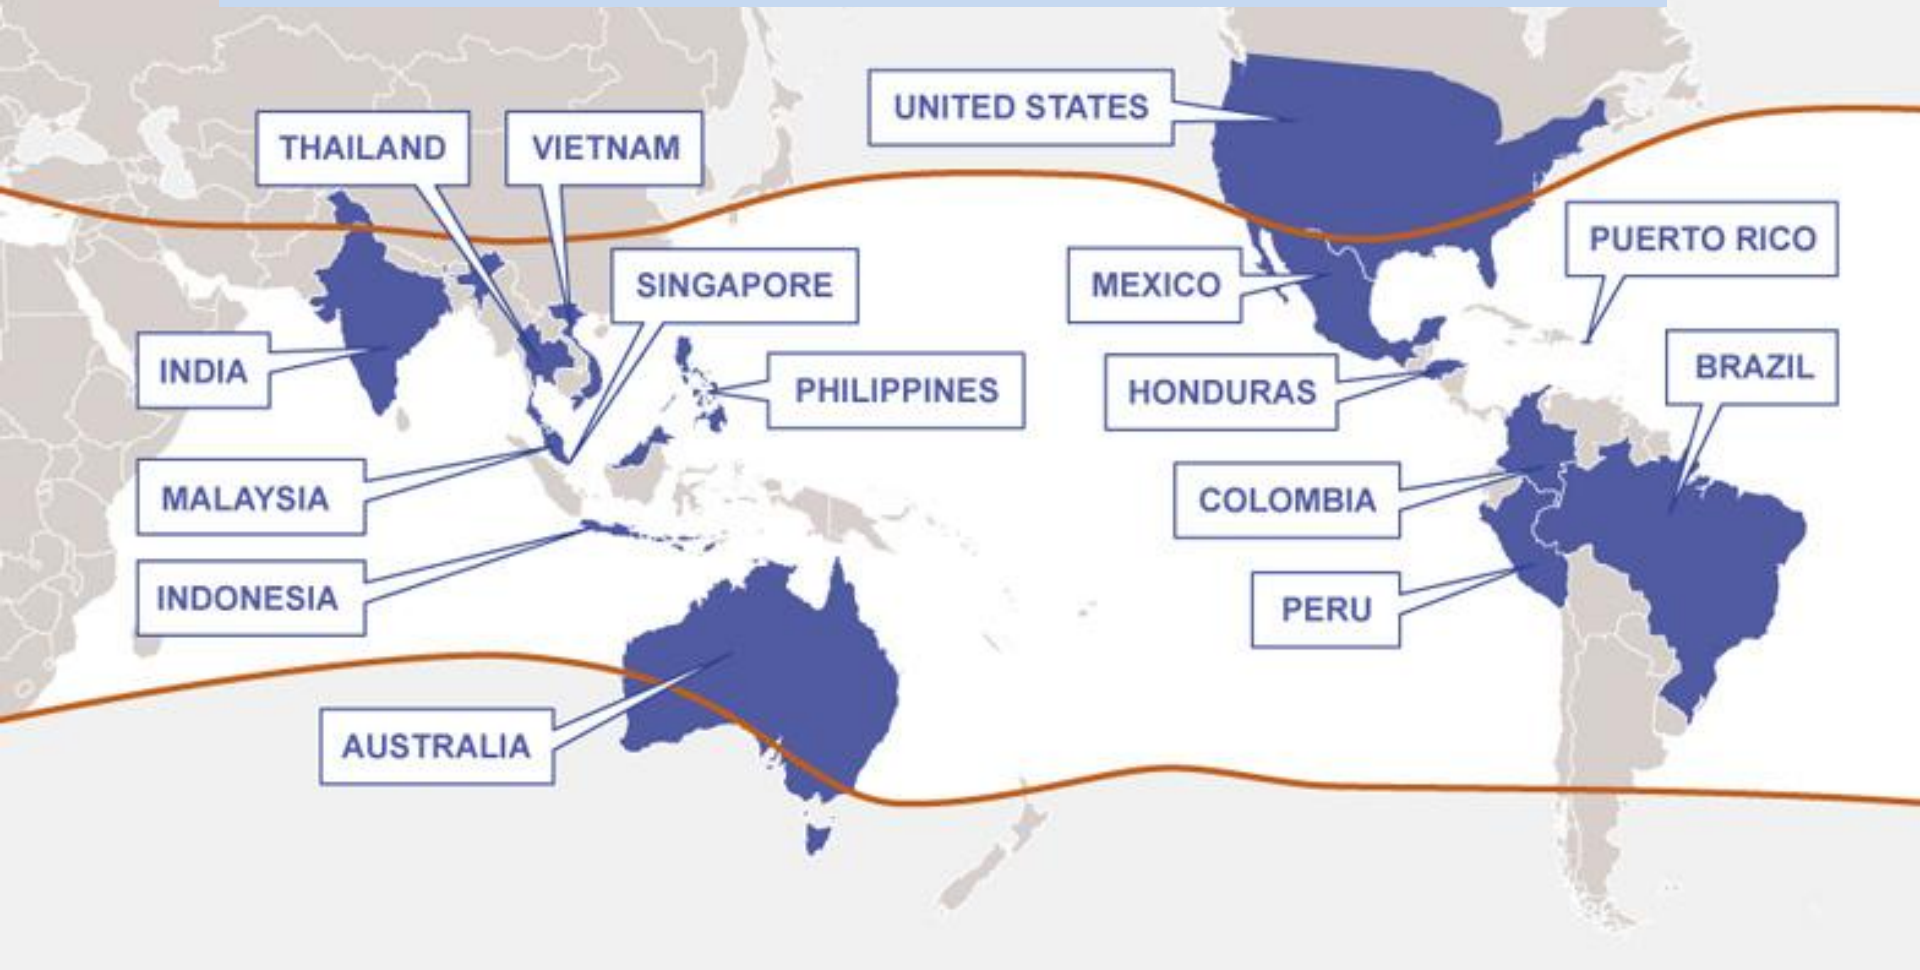 UNITED STATES
THAILAND
VIETNAM
PUERTO RICO
SINGAPORE
MEXICO
INDIA
BRAZIL
PHILIPPINES
HONDURAS
MALAYSIA
COLOMBIA
INDONESIA
PERU
AUSTRALIA